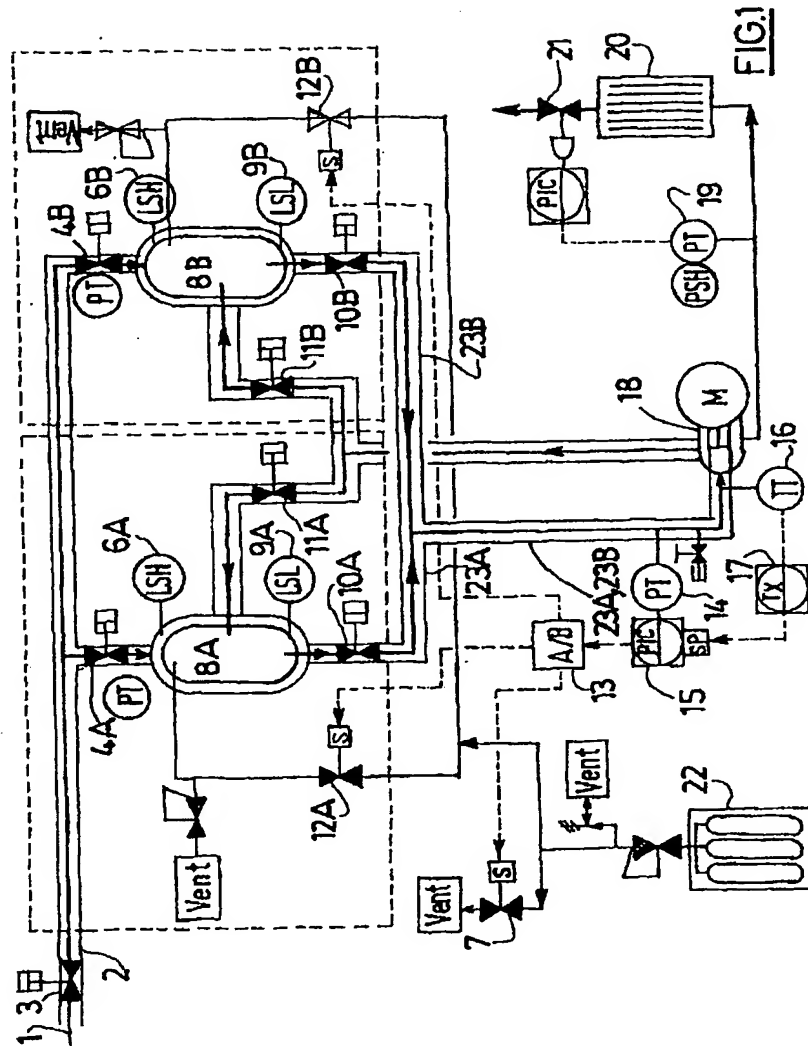 FIG.1
1
3
2
4A
PT
6A
LSH
8A
9A
LSL
10A
11A
12A
S
Vent
4B
PT
6B
LSH
8B
9B
LSL
10B
11B
12B
S
Vent
23A
23B
23A,23B
A/B
13
PT
14
PIC
SP
15
TT
16
TX
17
18
M
PT
PSH
19
PIC
20
21
Vent
S
7
Vent
22